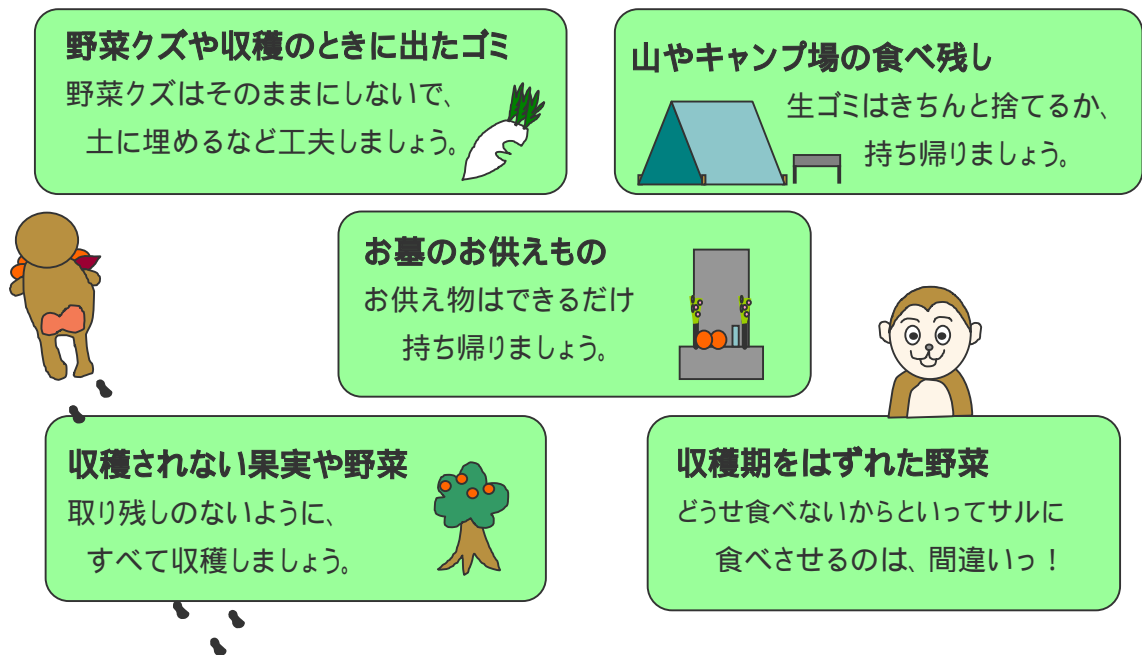 野菜クズや収穫のときに出たゴミ
野菜クズはそのままにしないで、
土に埋めるなど工夫しましょう。
山やキャンプ場の食べ残し
生ゴミはきちんと捨てるか、
持ち帰りましょう。
お墓のお供えもの
お供え物はできるだけ
持ち帰りましょう。
収穫されない果実や野菜
取り残しのないように、
すべて収穫しましょう。
収穫期をはずれた野菜
どうせ食べないからといってサルに
食べさせるのは、間違いっ！